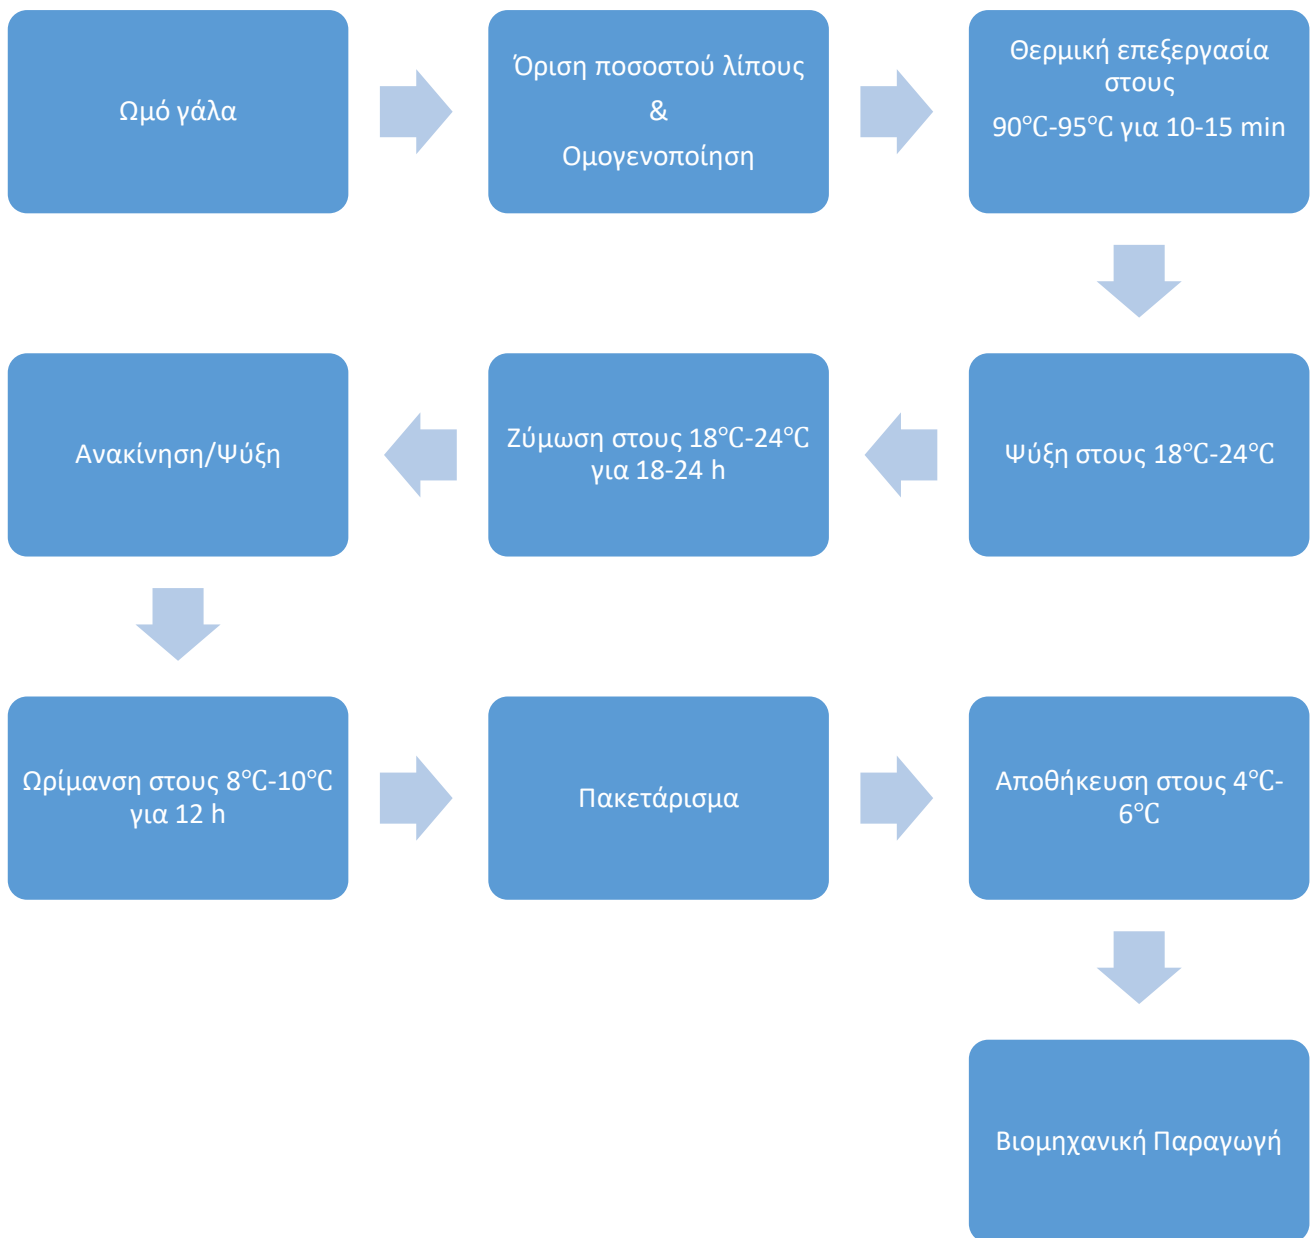 Ωμό γάλα
Όριση ποσοστού λίπους
&
Ομογενοποίηση
Θερμική επεξεργασία
στους
90℃-95℃ για 10-15 min
Ψύξη στους 18℃-24℃
Ζύμωση στους 18℃-24℃
για 18-24 h
Ανακίνηση/Ψύξη
Ωρίμανση στους 8℃-10℃
για 12 h
Πακετάρισμα
Αποθήκευση στους 4℃-
6℃
Βιομηχανική Παραγωγή